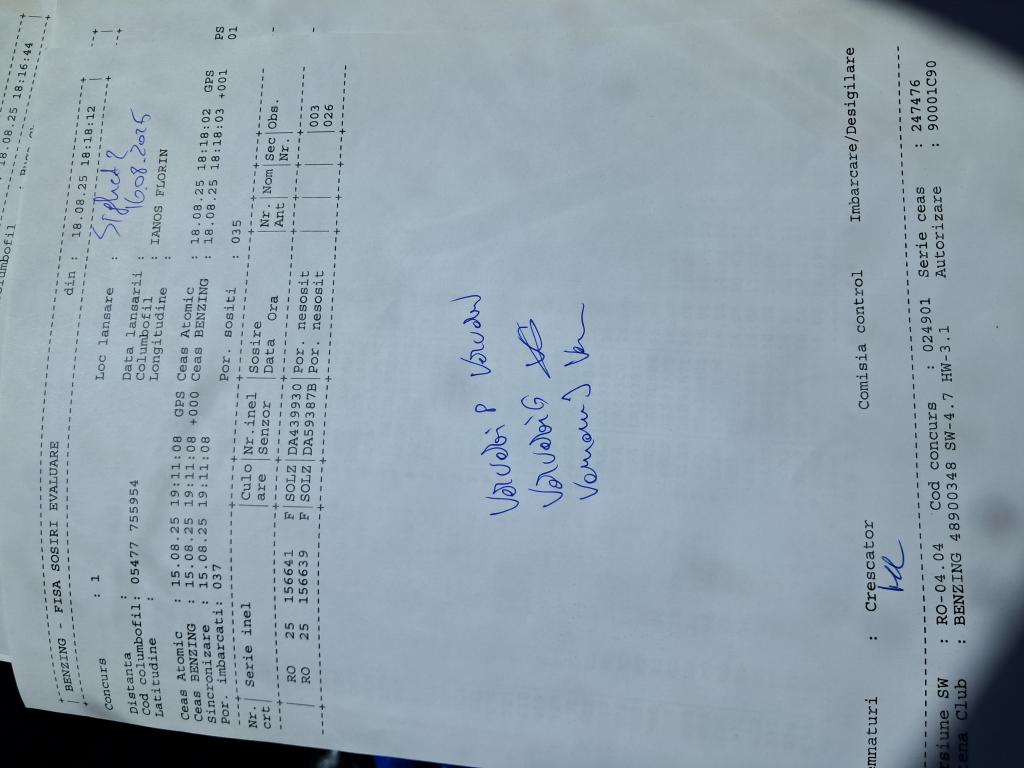 18.08.25 18:16:44
BENZING - FISA SOSIRI EVALUARE din : 18.08.25 18:18:12
Concurs : 1 Loc lansare : Sighed 2
Distanta : Data lansarii : 16.08.2025
Cod columbofil: 05477 755954 Columbofil : IANOS FLORIN
Latitudine : Longitudine :
Ceas Atomic : 15.08.25 19:11:08 GPS Ceas Atomic : 18.08.25 18:18:02 GPS PS
Ceas BENZING : 15.08.25 19:11:08 +000 Ceas BENZING : 18.08.25 18:18:03 +001 01
Sincronizare : 15.08.25 19:11:08
Por. imbarcati: 037 Por. sositi : 035
Nr. Serie inel Culo Nr.inel Sosire Nr. Nom Sec Obs.
crt are Senzor Data Ora Ant Nr.
RO 25 156641 F SOLZ DA439930 Por. nesosit 003 -
RO 25 156639 F SOLZ DA59387B Por. nesosit 026 -
: Crescator Comisia control Imbarcare/Desigilare
: RO-04.04 Cod concurs : 024901 Serie ceas : 247476
Club : BENZING 48900348 SW-4.7 HW-3.1 Autorizare : 90001C90